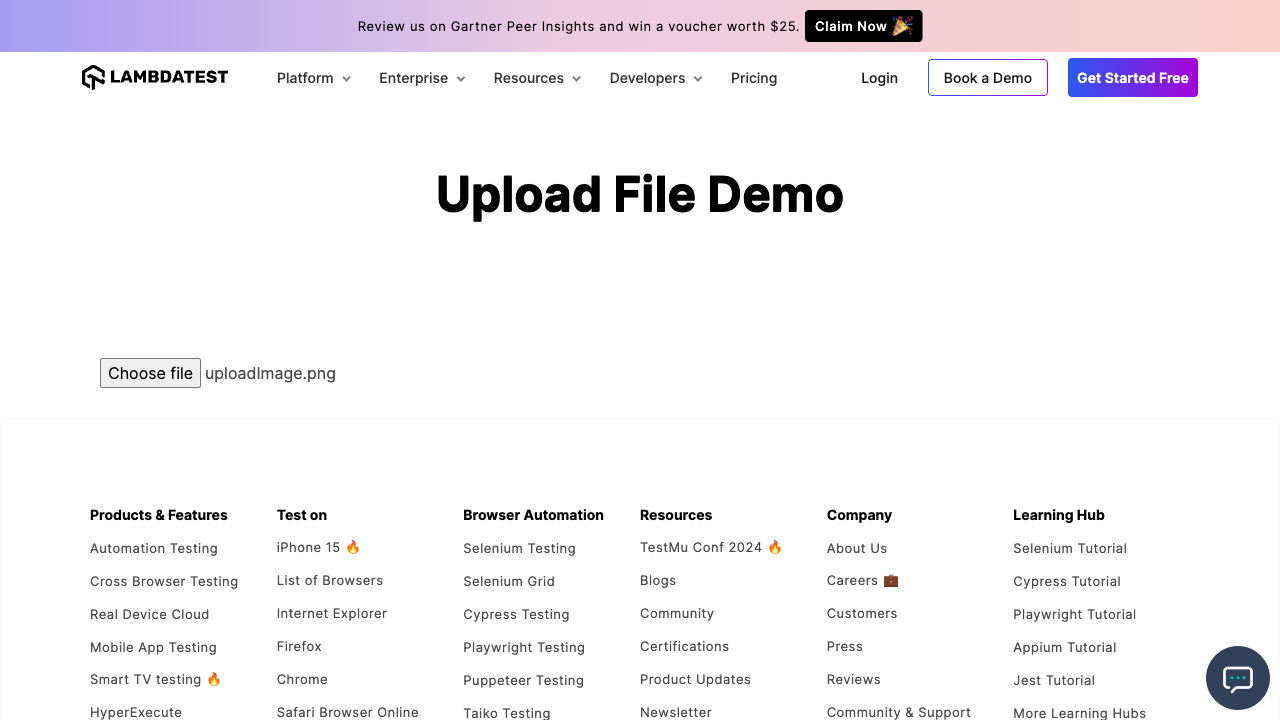 Review us on Gartner Peer Insights and win a voucher worth $25. Claim Now 🎉
LAMBDATEST Platform Enterprise Resources Developers Pricing Login Book a Demo Get Started Free
Upload File Demo
Choose file uploadImage.png
Products & Features
Automation Testing
Cross Browser Testing
Real Device Cloud
Mobile App Testing
Smart TV testing 🔥
HyperExecute
Test on
iPhone 15 🔥
List of Browsers
Internet Explorer
Firefox
Chrome
Safari Browser Online
Browser Automation
Selenium Testing
Selenium Grid
Cypress Testing
Playwright Testing
Puppeteer Testing
Taiko Testing
Resources
TestMu Conf 2024 🔥
Blogs
Community
Certifications
Product Updates
Newsletter
Company
About Us
Careers 💼
Customers
Press
Reviews
Community & Support
Learning Hub
Selenium Tutorial
Cypress Tutorial
Playwright Tutorial
Appium Tutorial
Jest Tutorial
More Learning Hubs